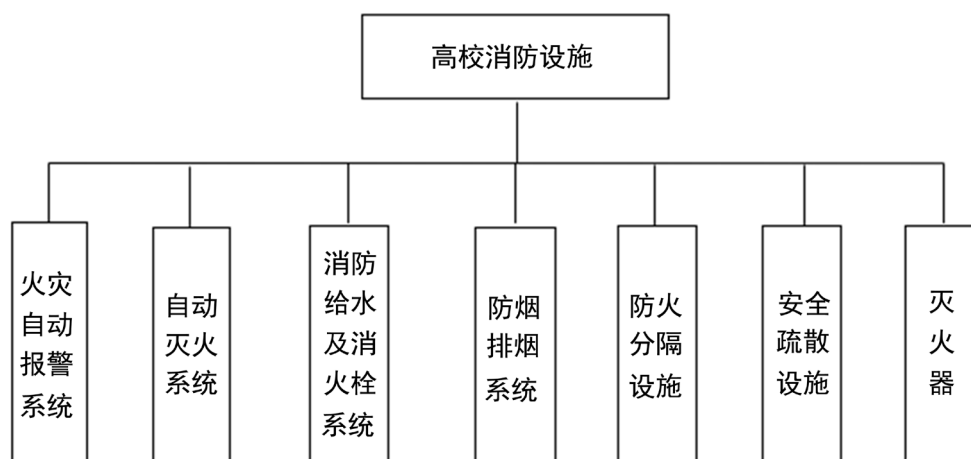 高校消防设施
火灾
自动
报警
系统
自动
灭火
系统
消防
给水
及消
火栓
系统
防烟
排烟
系统
防火
分隔
设施
安全
疏散
设施
灭
火
器